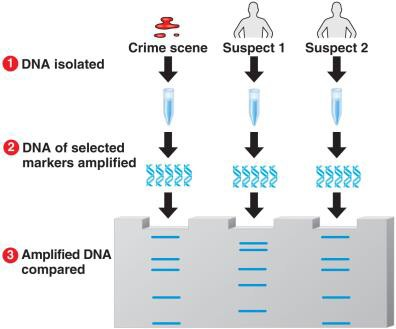 Crime scene Suspect 1 Suspect 2
1 DNA isolated
2 DNA of selected
markers amplified
3 Amplified DNA
compared